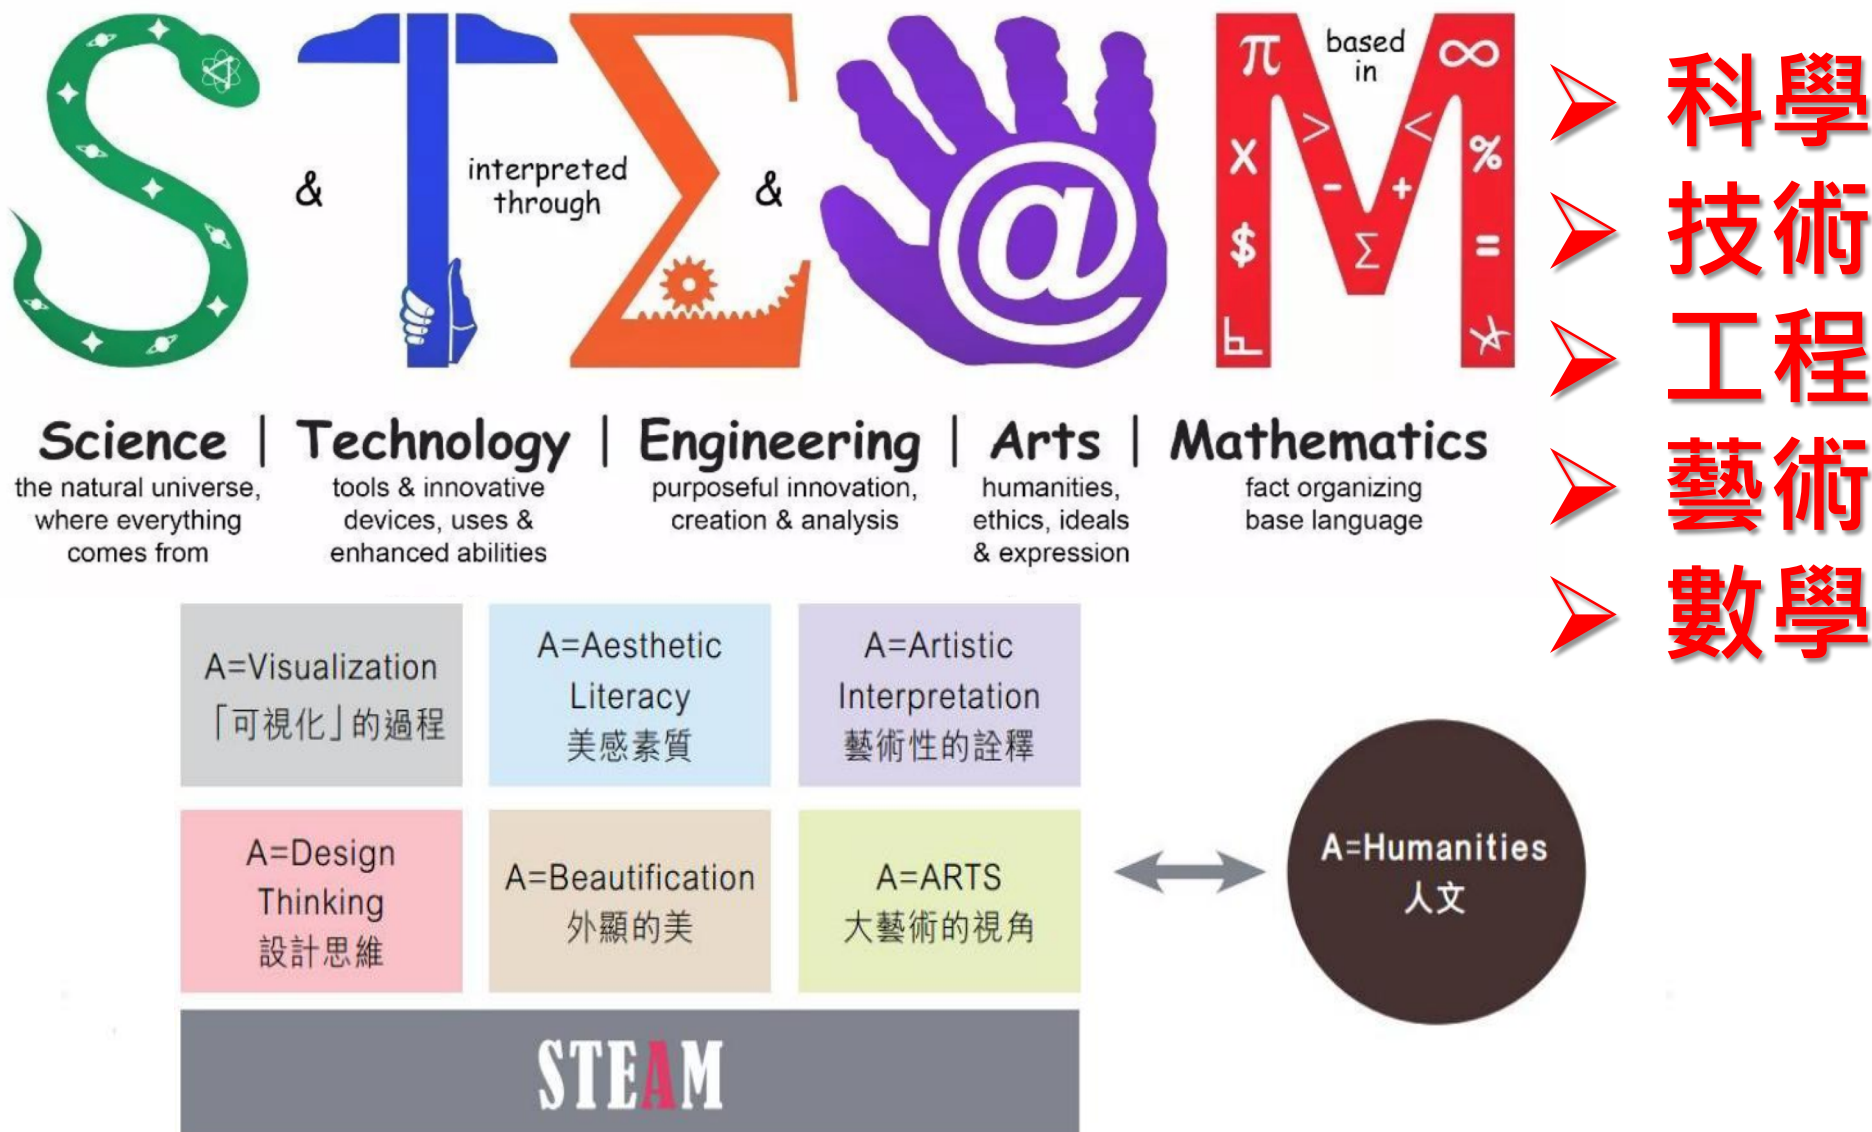 &
interpreted
through
&
@
π
based
in
∞
>
<
x
%
-
+
$
Σ
=
Science | Technology | Engineering | Arts | Mathematics
the natural universe,
where everything
comes from
tools & innovative
devices, uses &
enhanced abilities
purposeful innovation,
creation & analysis
humanities,
ethics, ideals
& expression
fact organizing
base language
➢ 科學
➢ 技術
➢ 工程
➢ 藝術
➢ 數學
A=Visualization
「可視化」的過程
A=Aesthetic
Literacy
美感素質
A=Artistic
Interpretation
藝術性的詮釋
A=Design
Thinking
設計思維
A=Beautification
外顯的美
A=ARTS
大藝術的視角
A=Humanities
人文
STEAM